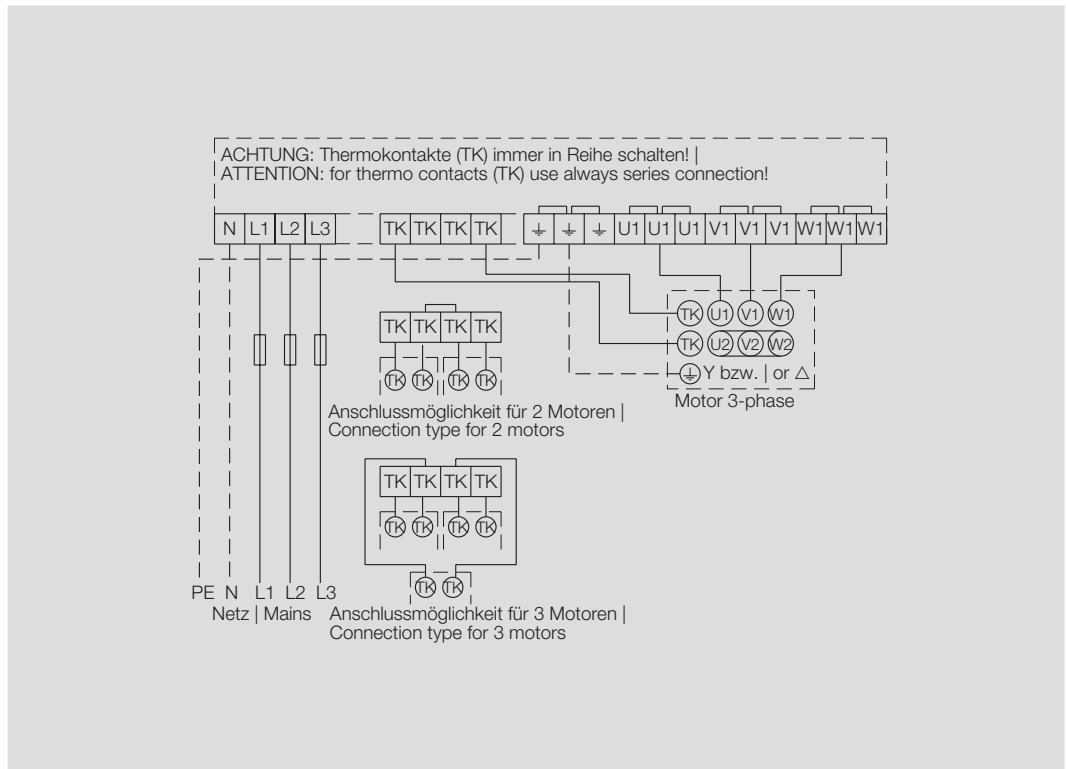 ACHTUNG: Thermokontakte (TK) immer in Reihe schalten! |
ATTENTION: for thermo contacts (TK) use always series connection!
N L1 L2 L3 TK TK TK TK U1 U1 U1 V1 V1 V1 W1 W1 W1
TK U1 V1 W1
TK U2 V2 W2
Y bzw. | or △
Motor 3-phase
TK TK TK TK
TK TK TK TK
Anschlussmöglichkeit für 2 Motoren |
Connection type for 2 motors
TK TK TK TK
TK TK TK TK
TK TK
PE N L1 L2 L3
Netz | Mains
Anschlussmöglichkeit für 3 Motoren |
Connection type for 3 motors